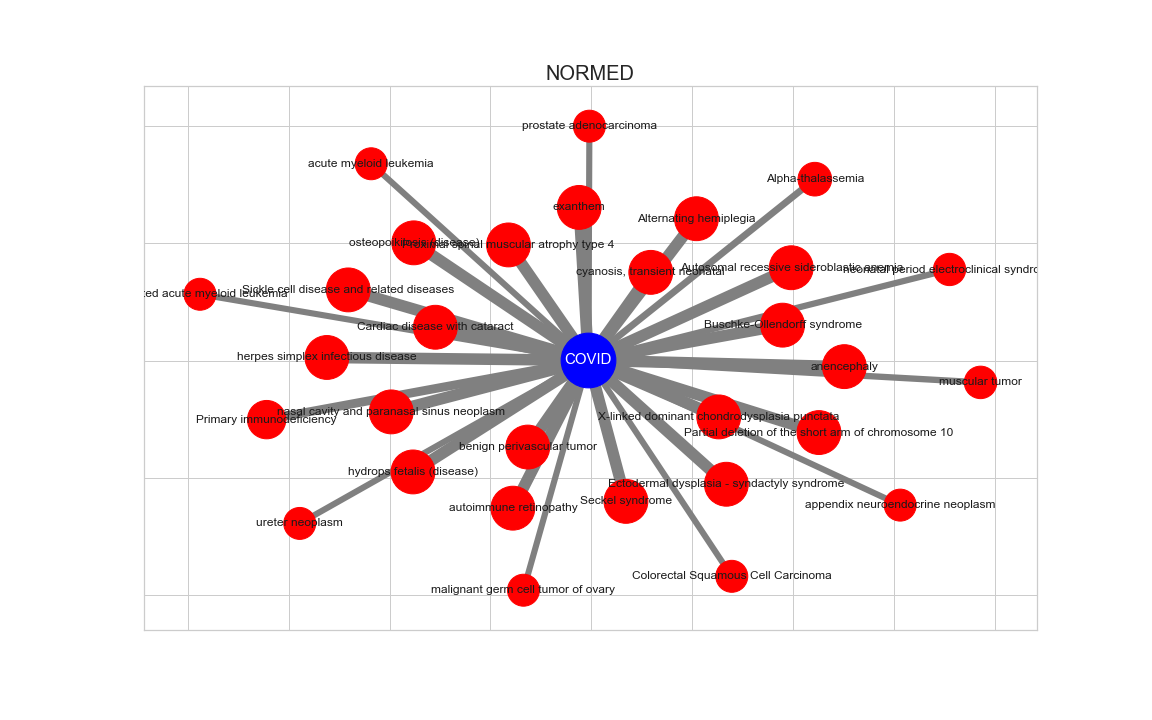 NORMED
prostate adenocarcinoma
acute myeloid leukemia
Alpha-thalassemia
exanthem
Alternating hemiplegia
osteopoikilosis (disease)
Proximal spinal muscular atrophy type 4
cyanosis, transient neonatal
Autosomal recessive sideroblastic anemia
neonatal period electroclinical syndro
Sickle cell disease and related diseases
ted acute myeloid leukemia
Cardiac disease with cataract
Buschke-Ollendorff syndrome
herpes simplex infectious disease
COVID
anencephaly
muscular tumor
nasal cavity and paranasal sinus neoplasm
Primary immunodeficiency
X-linked dominant chondrodysplasia punctata
Partial deletion of the short arm of chromosome 10
benign perivascular tumor
hydrops fetalis (disease)
Ectodermal dysplasia - syndactyly syndrome
Seckel syndrome
autoimmune retinopathy
appendix neuroendocrine neoplasm
ureter neoplasm
Colorectal Squamous Cell Carcinoma
malignant germ cell tumor of ovary